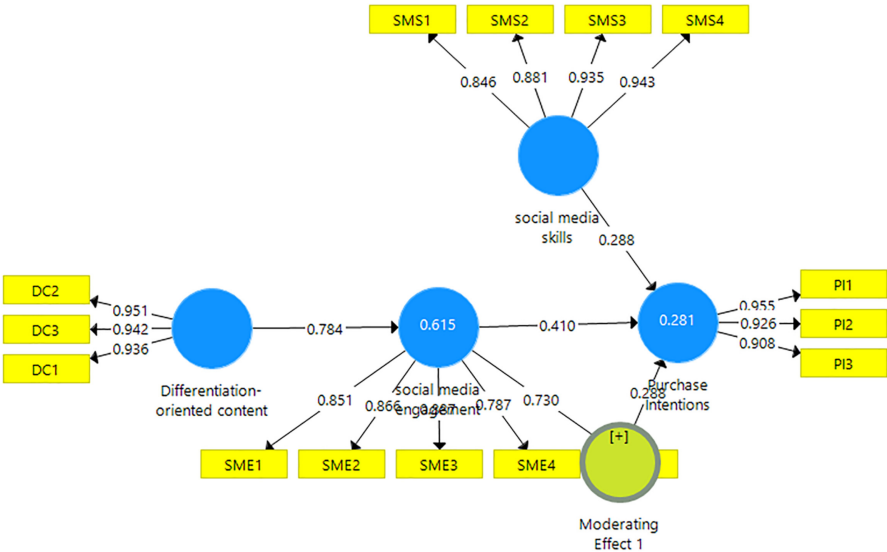 SMS1 SMS2 SMS3 SMS4
0.846 0.881 0.935 0.943
social media
skills
0.288
DC2
DC3
DC1
0.951
0.942
0.936
Differentiation-
oriented content
0.784
0.615
social media
engagement
0.410
0.281
Purchase
Intentions
0.955
0.926
0.908
PI1
PI2
PI3
0.851 0.866 0.787 0.730
0.288
SME1 SME2 SME3 SME4
[+]
Moderating
Effect 1